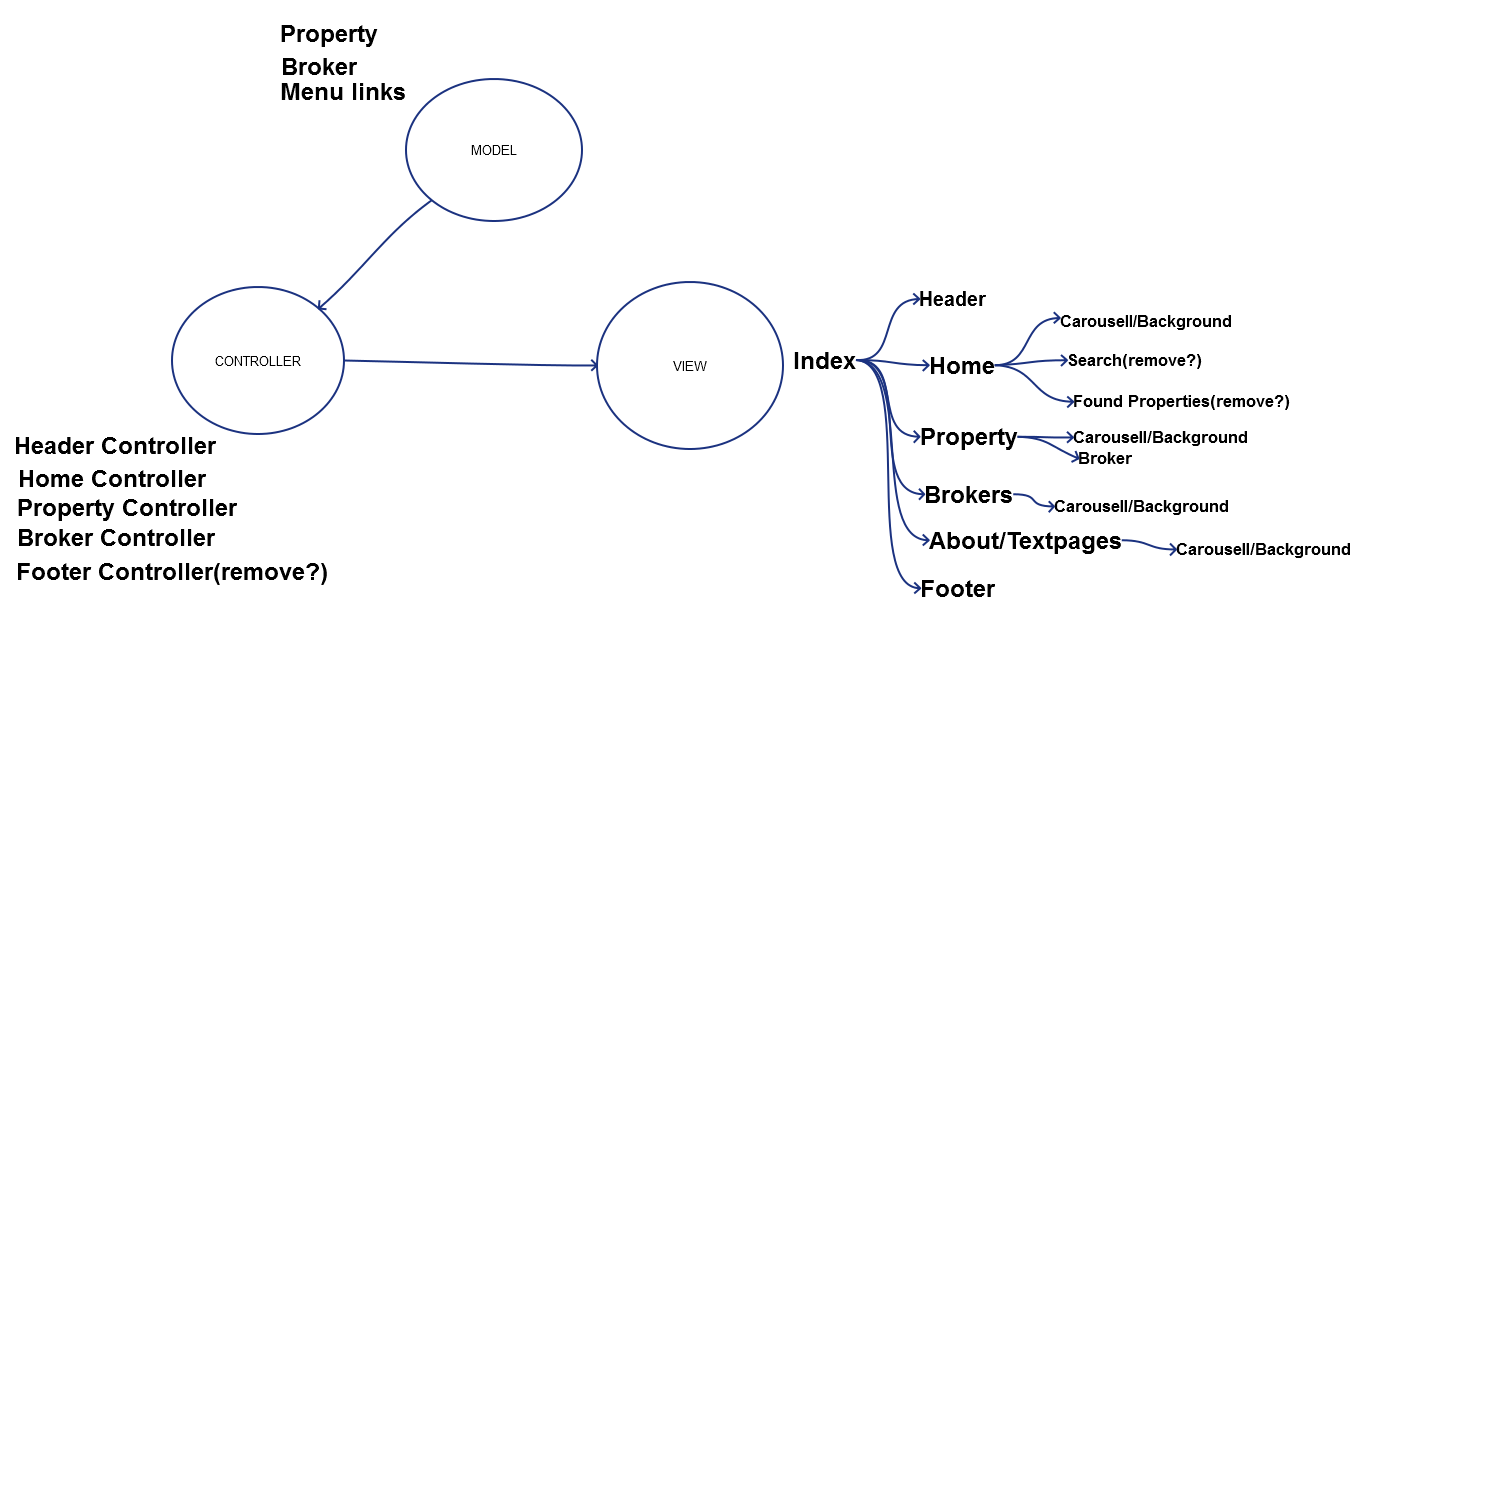 Property
Broker
Menu links
MODEL
CONTROLLER
VIEW
Header Controller
Home Controller
Property Controller
Broker Controller
Footer Controller(remove?)
Index
Header
Home
Carousell/Background
Search(remove?)
Found Properties(remove?)
Property
Carousell/Background
Broker
Brokers
Carousell/Background
About/Textpages
Carousell/Background
Footer